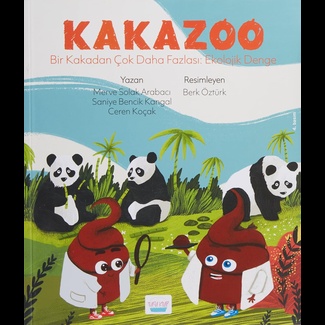 KAKAZOO
Bir Kakadan Çok Daha Fazlası: Ekolojik Denge
Yazan
Merve Solak Arabacı
Saniye Bencik Kangal
Ceren Koçak
Resimleyen
Berk Öztürk